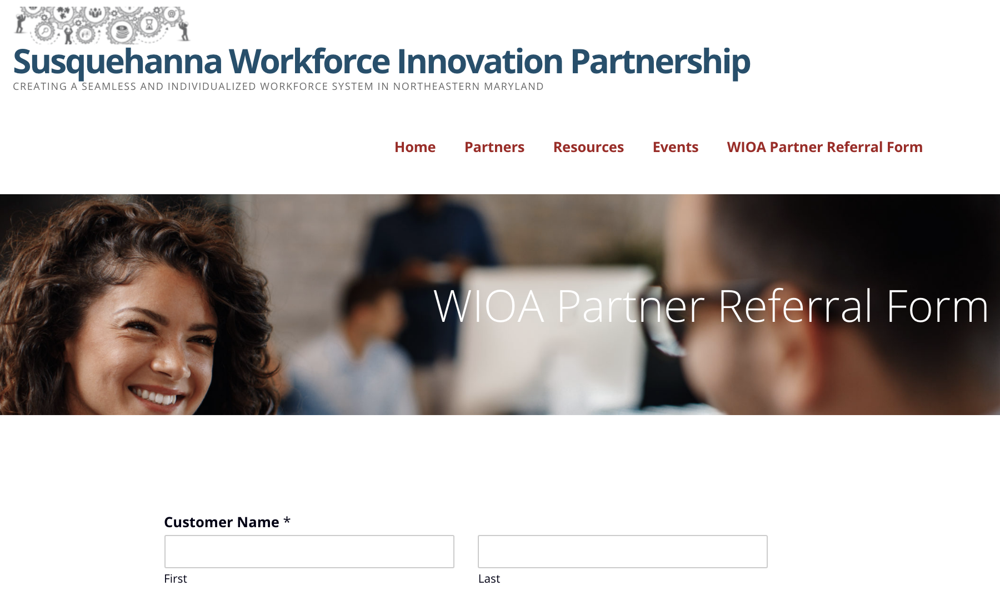 Susquehanna Workforce Innovation Partnership
CREATING A SEAMLESS AND INDIVIDUALIZED WORKFORCE SYSTEM IN NORTHEASTERN MARYLAND
Home Partners Resources Events WIOA Partner Referral Form
WIOA Partner Referral Form
Customer Name *
First Last